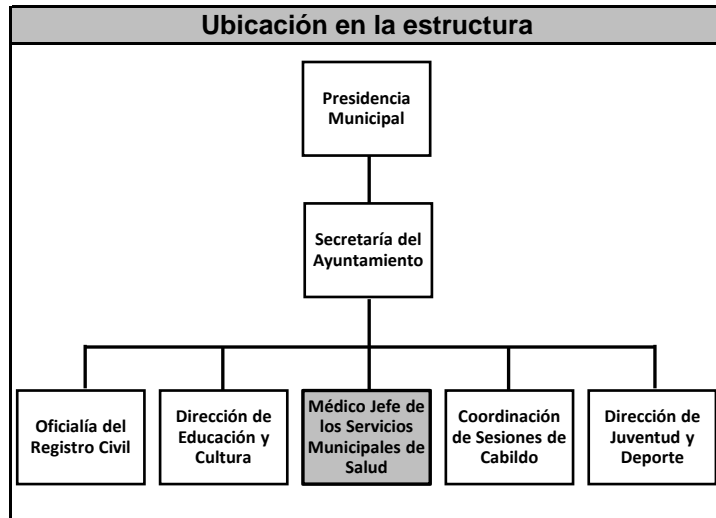 Ubicación en la estructura
Presidencia
Municipal
Secretaría del
Ayuntamiento
Oficialía del
Registro Civil
Dirección de
Educación y
Cultura
Médico Jefe de
los Servicios
Municipales de
Salud
Coordinación
de Sesiones de
Cabildo
Dirección de
Juventud y
Deporte